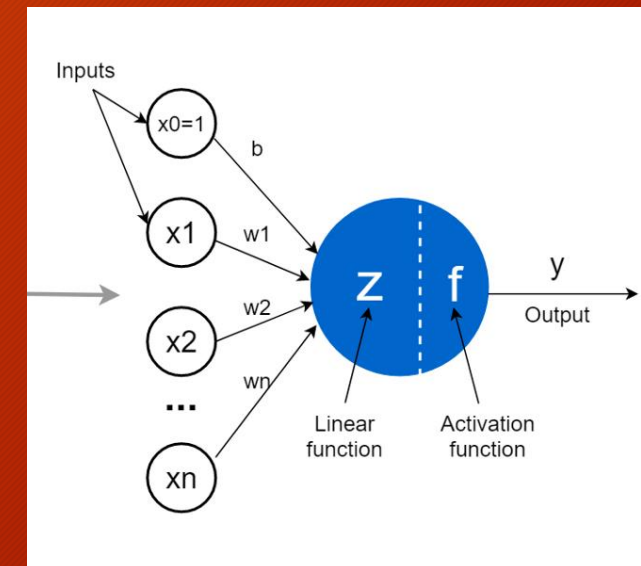 Inputs
x0=1
b
x1
w1
x2
w2
...
wn
xn
z
f
y
Output
Linear
function
Activation
function